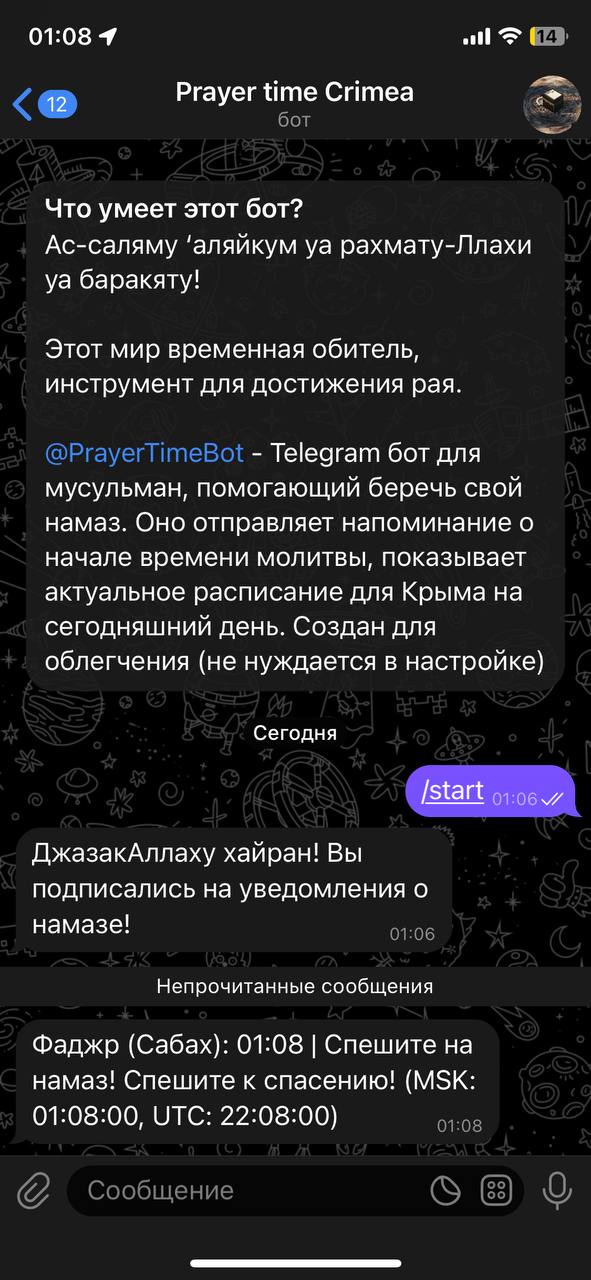 01:08
14
12
Prayer time Crimea
бот
Что умеет этот бот?
Ас-саляму ‘аляйкум уа рахмату-Ллахи
уа баракяту!
Этот мир временная обитель,
инструмент для достижения рая.
@PrayerTimeBot - Telegram бот для
мусульман, помогающий беречь свой
намаз. Оно отправляет напоминание о
начале времени молитвы, показывает
актуальное расписание для Крыма на
сегодняшний день. Создан для
облегчения (не нуждается в настройке)
Сегодня
/start 01:06
ДжазакАллаху хайран! Вы
подписались на уведомления о
намазе!
01:06
Непрочитанные сообщения
Фаджр (Сабах): 01:08 | Спешите на
намаз! Спешите к спасению! (MSK:
01:08:00, UTC: 22:08:00)
01:08
Сообщение